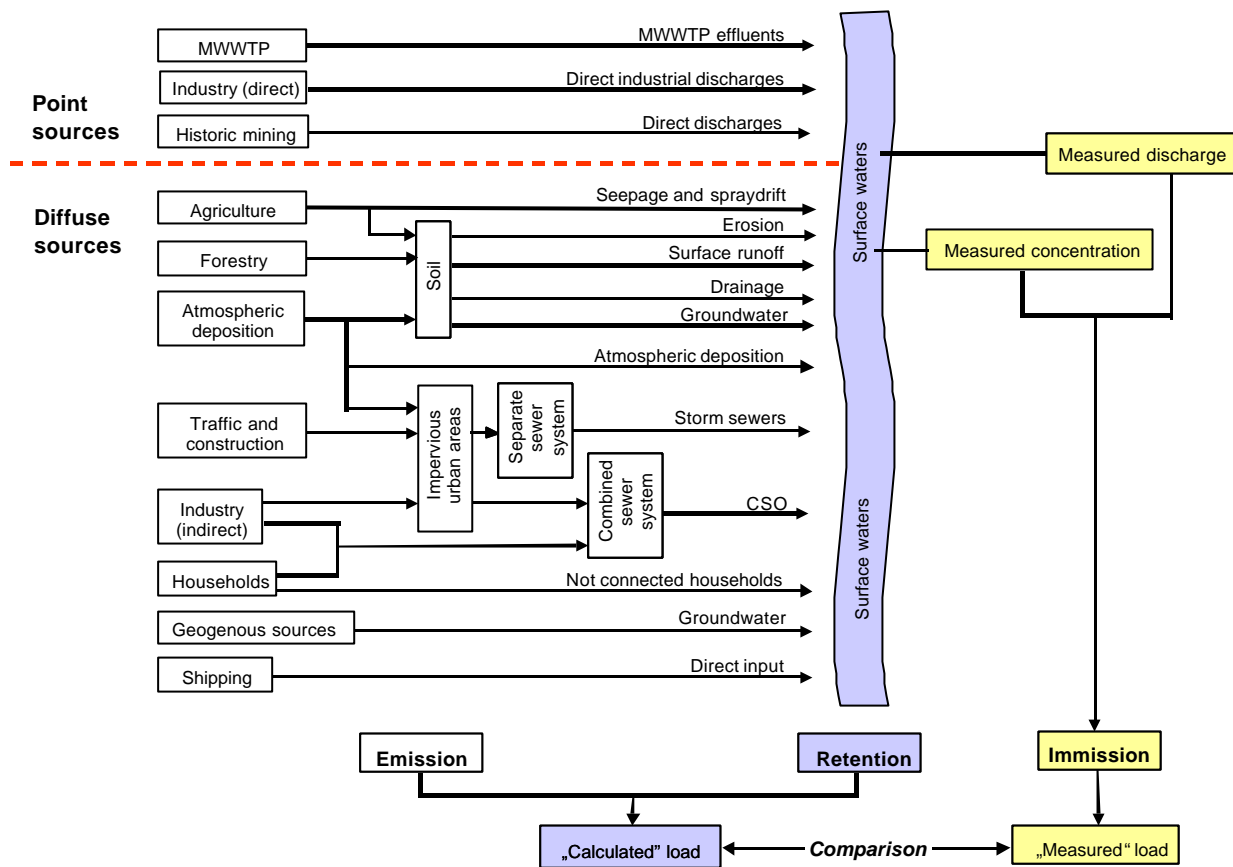 MWWTP
MWWTP effluents
Industry (direct)
Direct industrial discharges
Point
sources
Historic mining
Direct discharges
Measured discharge
Surface waters
Diffuse
sources
Agriculture
Seepage and spraydrift
Erosion
Forestry
Soil
Surface runoff
Measured concentration
Drainage
Atmospheric
deposition
Groundwater
Atmospheric deposition
Traffic and
construction
Impervious
urban areas
Separate
sewer
system
Storm sewers
Industry
(indirect)
Combined
sewer
system
CSO
Surface waters
Households
Not connected households
Geogenous sources
Groundwater
Shipping
Direct input
Emission
Retention
Immission
„Calculated” load
Comparison
„Measured“ load